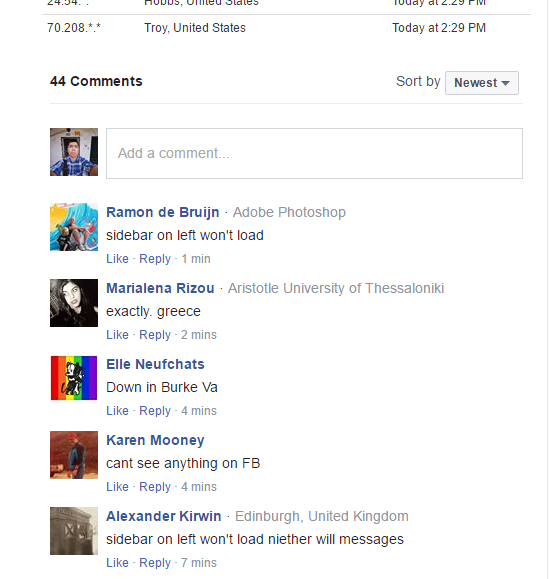 24.54.*.* Hobbs, United States Today at 2:29 PM
70.208.*.* Troy, United States Today at 2:29 PM
44 Comments Sort by Newest
Add a comment...
Ramon de Bruijn · Adobe Photoshop
sidebar on left won't load
Like · Reply · 1 min
Marialena Rizou · Aristotle University of Thessaloniki
exactly. greece
Like · Reply · 2 mins
Elle Neufchats
Down in Burke Va
Like · Reply · 4 mins
Karen Mooney
cant see anything on FB
Like · Reply · 4 mins
Alexander Kirwin · Edinburgh, United Kingdom
sidebar on left won't load niether will messages
Like · Reply · 7 mins